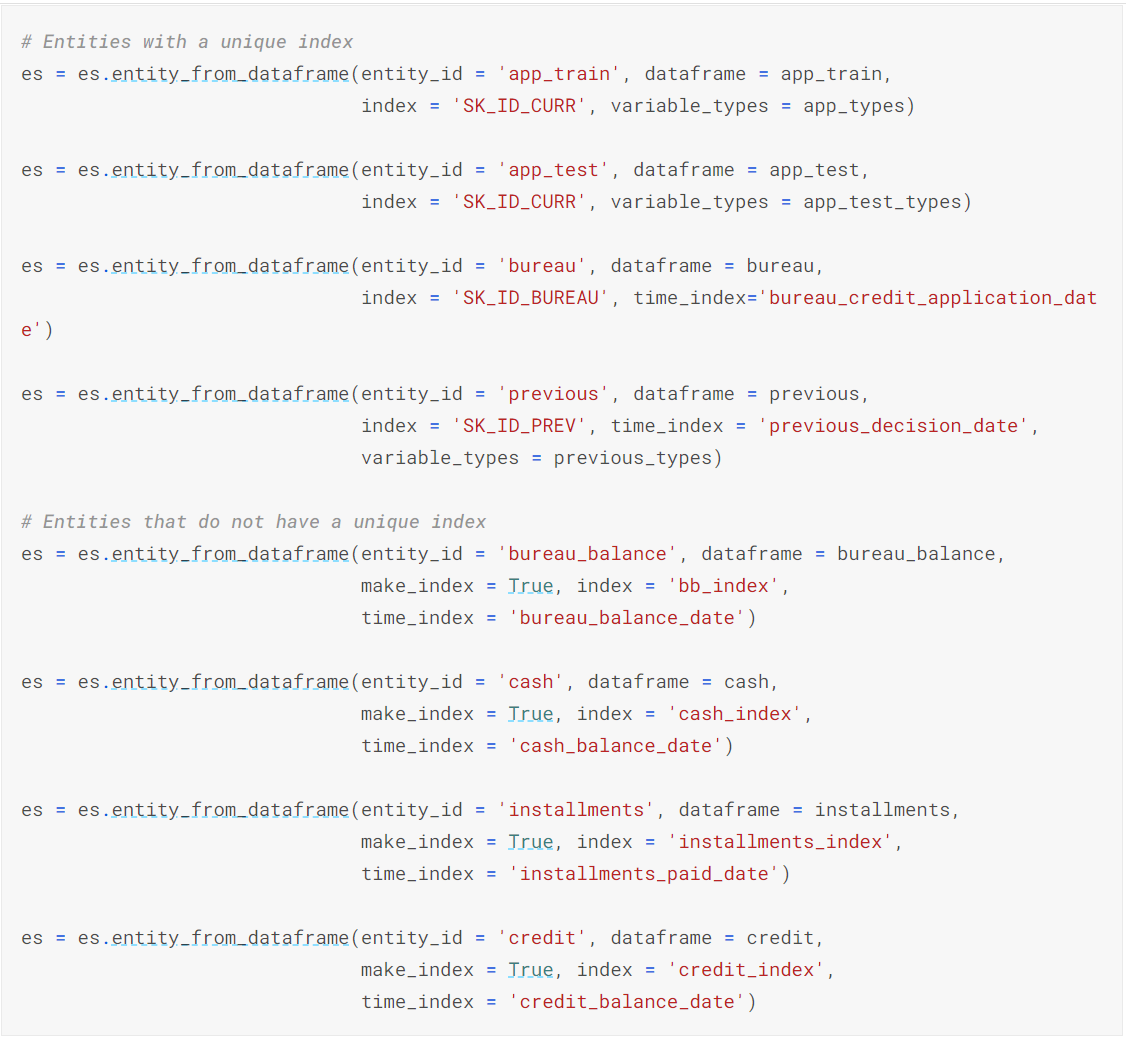 # Entities with a unique index
es = es.entity_from_dataframe(entity_id = 'app_train', dataframe = app_train,
                              index = 'SK_ID_CURR', variable_types = app_types)

es = es.entity_from_dataframe(entity_id = 'app_test', dataframe = app_test,
                              index = 'SK_ID_CURR', variable_types = app_test_types)

es = es.entity_from_dataframe(entity_id = 'bureau', dataframe = bureau,
                              index = 'SK_ID_BUREAU', time_index='bureau_credit_application_dat
e')

es = es.entity_from_dataframe(entity_id = 'previous', dataframe = previous,
                              index = 'SK_ID_PREV', time_index = 'previous_decision_date',
                              variable_types = previous_types)

# Entities that do not have a unique index
es = es.entity_from_dataframe(entity_id = 'bureau_balance', dataframe = bureau_balance,
                              make_index = True, index = 'bb_index',
                              time_index = 'bureau_balance_date')

es = es.entity_from_dataframe(entity_id = 'cash', dataframe = cash,
                              make_index = True, index = 'cash_index',
                              time_index = 'cash_balance_date')

es = es.entity_from_dataframe(entity_id = 'installments', dataframe = installments,
                              make_index = True, index = 'installments_index',
                              time_index = 'installments_paid_date')

es = es.entity_from_dataframe(entity_id = 'credit', dataframe = credit,
                              make_index = True, index = 'credit_index',
                              time_index = 'credit_balance_date')